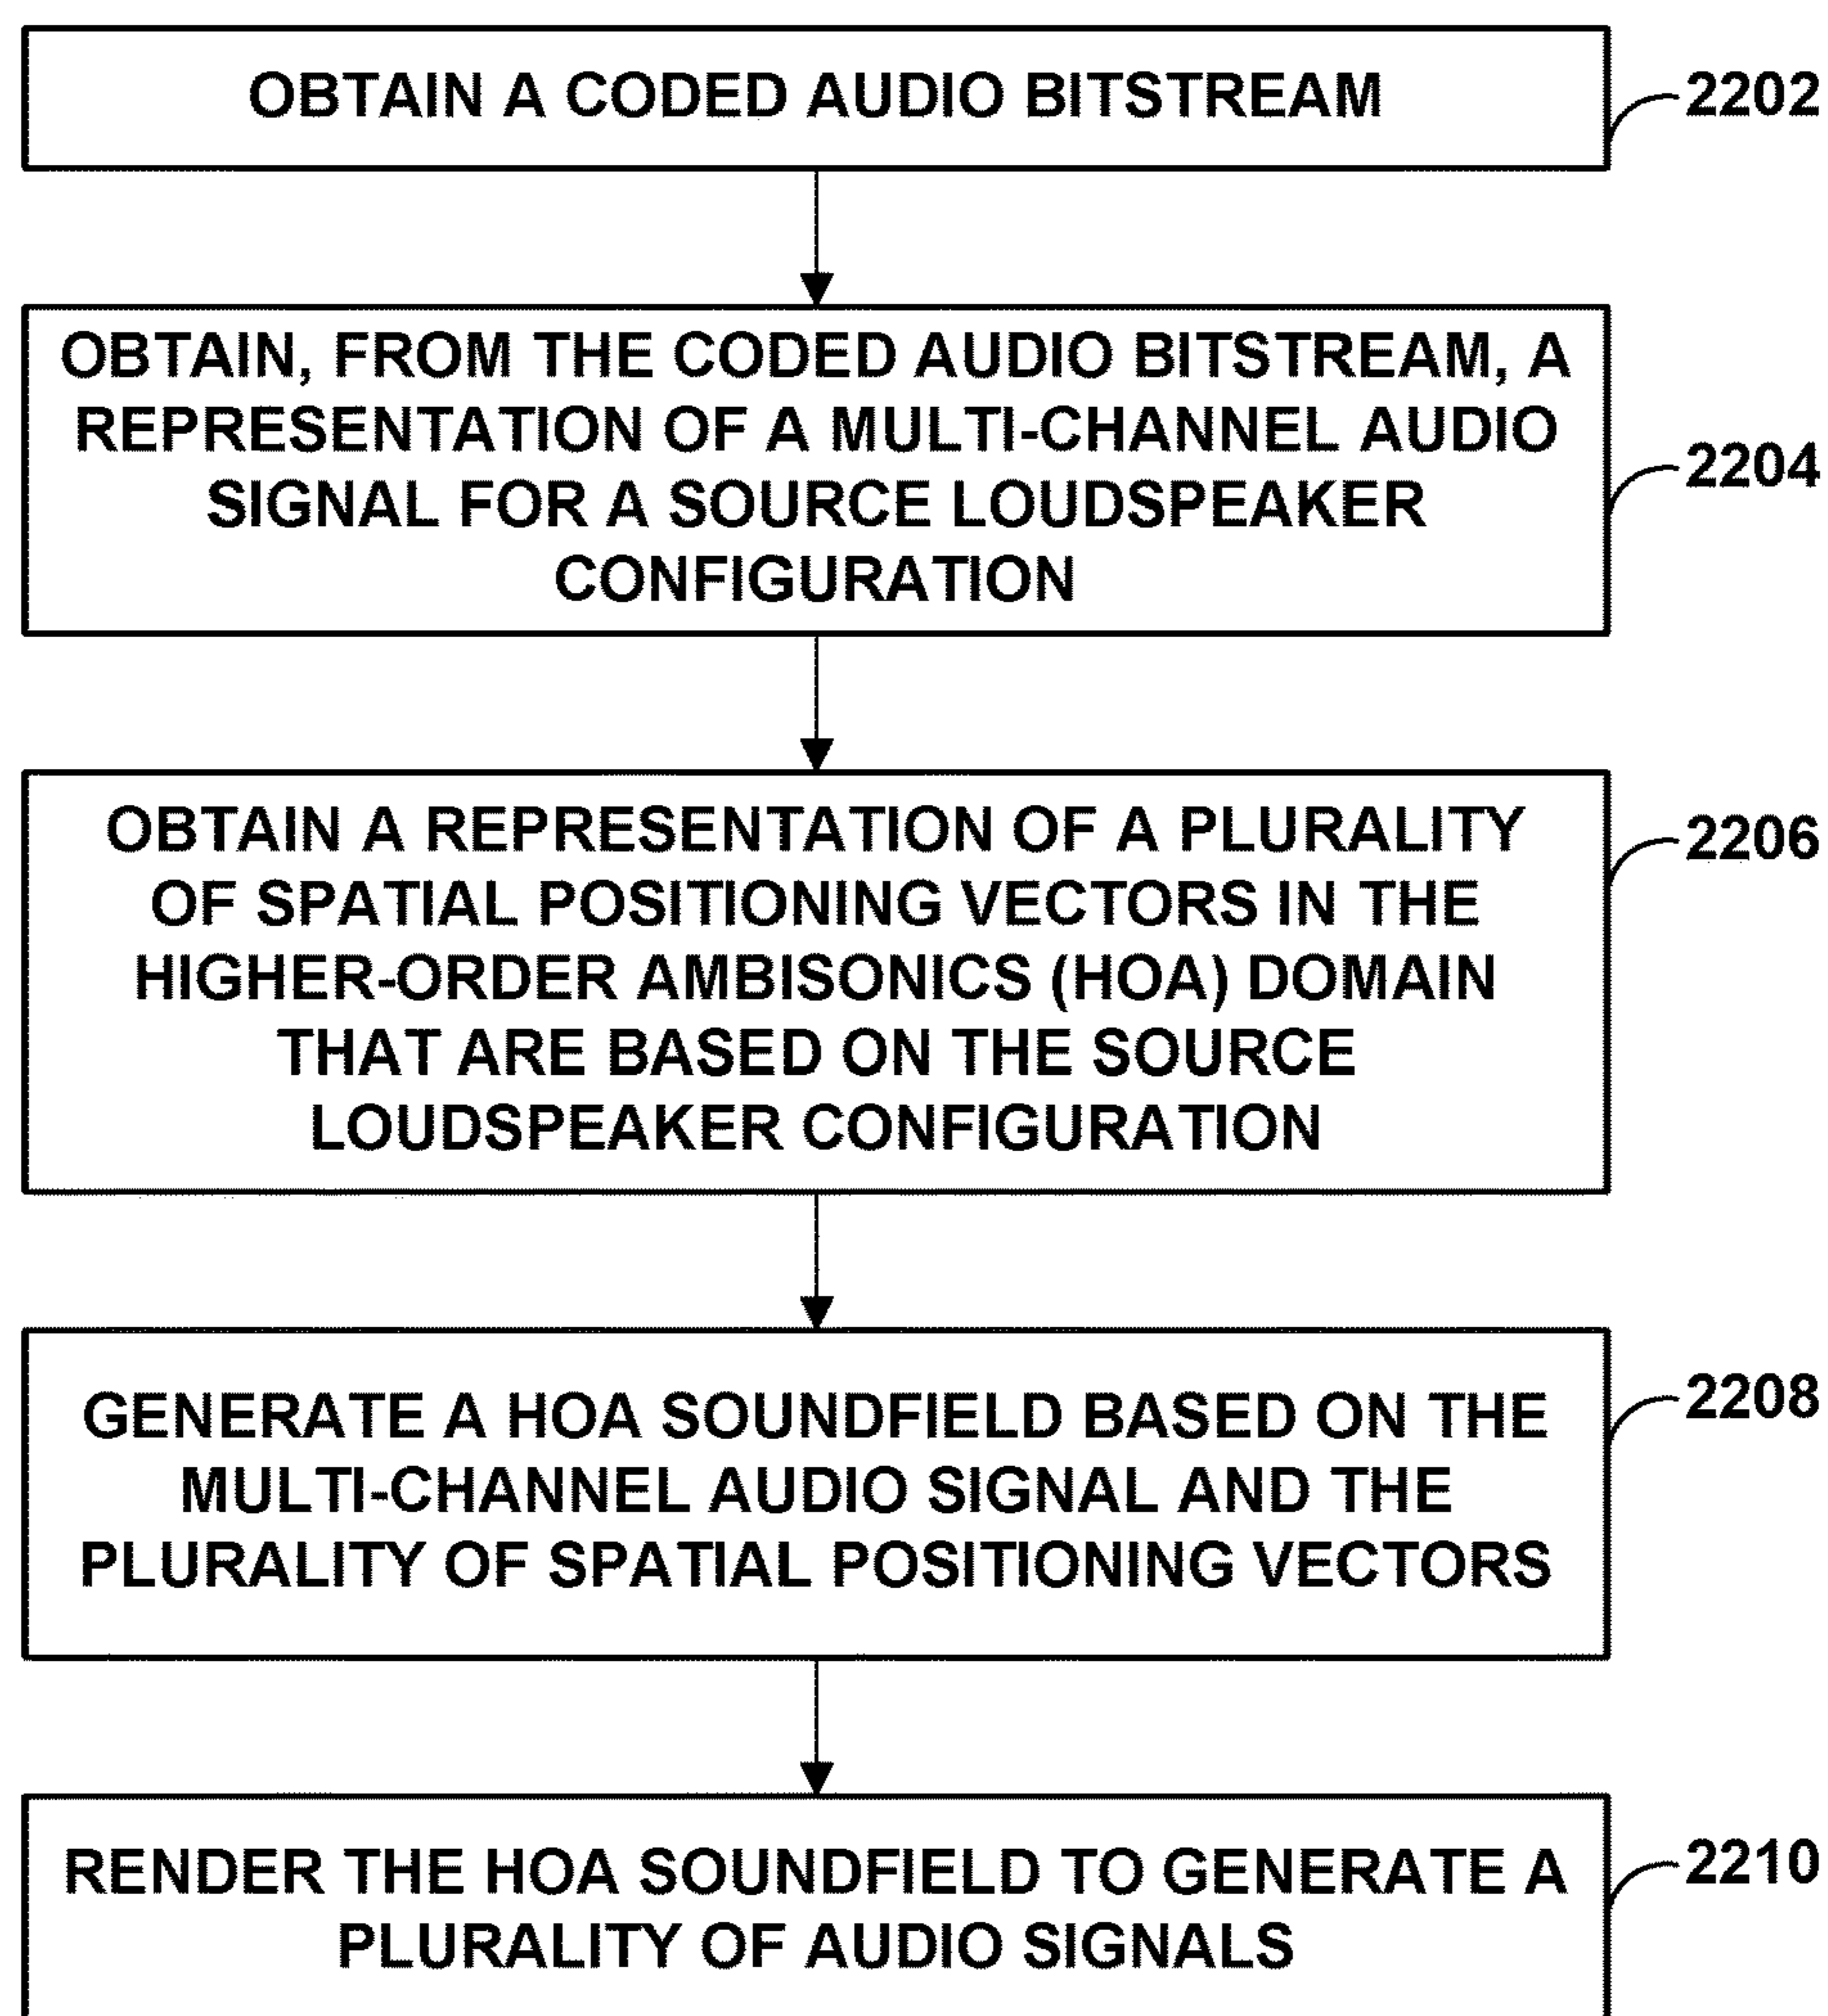 OBTAIN A CODED AUDIO BITSTREAM
2202
OBTAIN, FROM THE CODED AUDIO BITSTREAM, A
REPRESENTATION OF A MULTI-CHANNEL AUDIO
SIGNAL FOR A SOURCE LOUDSPEAKER
CONFIGURATION
2204
OBTAIN A REPRESENTATION OF A PLURALITY
OF SPATIAL POSITIONING VECTORS IN THE
HIGHER-ORDER AMBISONICS (HOA) DOMAIN
THAT ARE BASED ON THE SOURCE
LOUDSPEAKER CONFIGURATION
2206
GENERATE A HOA SOUNDFIELD BASED ON THE
MULTI-CHANNEL AUDIO SIGNAL AND THE
PLURALITY OF SPATIAL POSITIONING VECTORS
2208
RENDER THE HOA SOUNDFIELD TO GENERATE A
PLURALITY OF AUDIO SIGNALS
2210